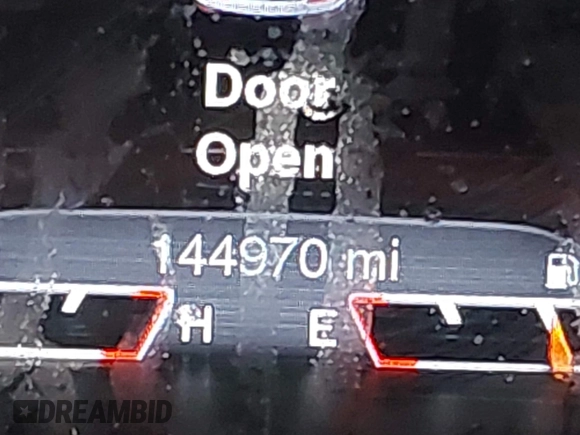 Door
Open
144970 mi
H E
DREAMBID